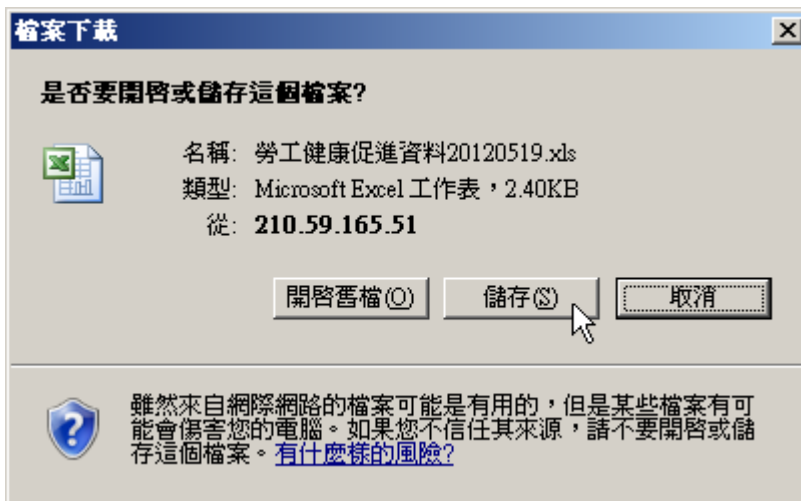 檔案下載
是否要開啓或儲存這個檔案?
名稱: 勞工健康促進資料20120519.xls
類型: Microsoft Excel 工作表，2.40KB
從: 210.59.165.51
開啓舊檔(O) 儲存(S) 取消
雖然來自網際網路的檔案可能是有用的，但是某些檔案有可
能會傷害您的電腦。如果您不信任其來源，請不要開啓或儲
存這個檔案。有什麼樣的風險?